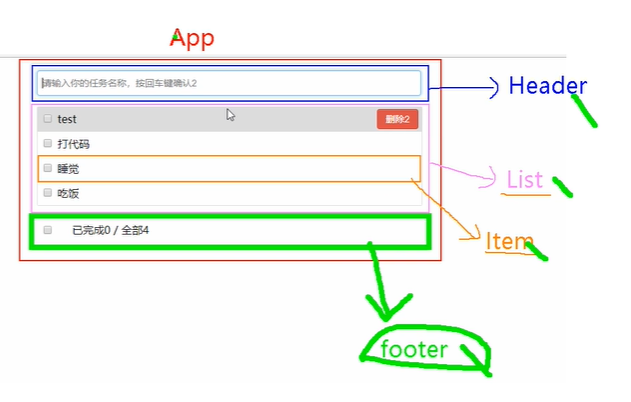 App
请输入你的任务名称，按回车键确认2
Header
test
删除2
打代码
睡觉
List
吃饭
已完成0 / 全部4
Item
footer